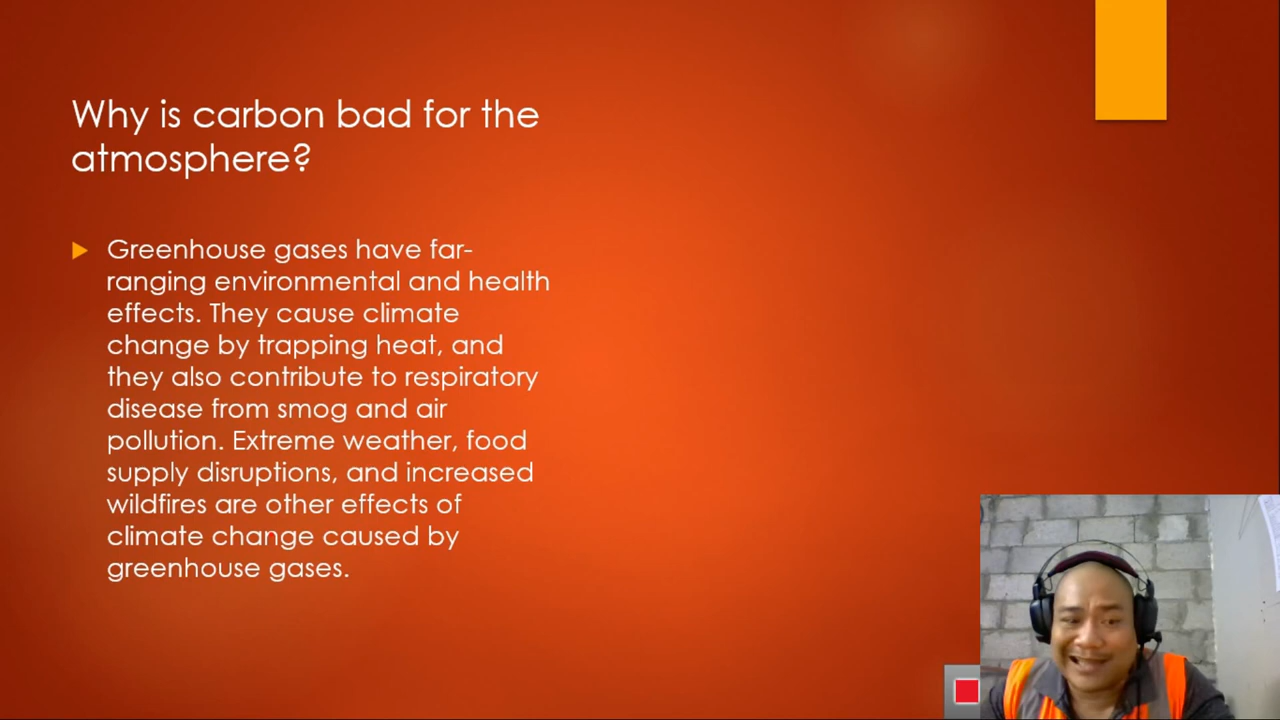 Why is carbon bad for the
atmosphere?
Greenhouse gases have far-
ranging environmental and health
effects. They cause climate
change by trapping heat, and
they also contribute to respiratory
disease from smog and air
pollution. Extreme weather, food
supply disruptions, and increased
wildfires are other effects of
climate change caused by
greenhouse gases.